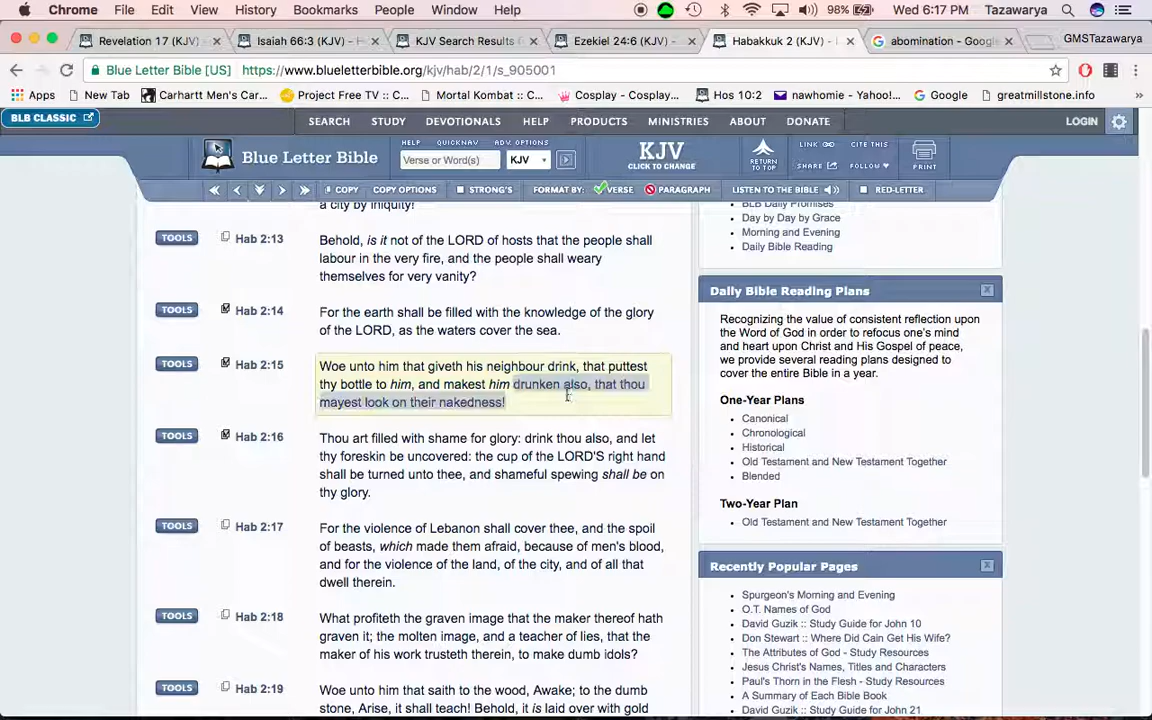 Chrome File Edit View History Bookmarks People Window Help 98% Fri 6:17 PM Tazawarya
Revelation 17 (KJV) - Isaiah 66:3 (KJV) - H KJV Search Results Ezekiel 24:6 (KJV) - Habakkuk 2 (KJV) - abomination - Google GMSTazawarya
Blue Letter Bible [US] https://www.blueletterbible.org/kjv/hab/2/1/s_905001
Apps New Tab Carhartt Men's Car... Project Free TV :: C... Mortal Kombat :: C... Cosplay - Cosplay... Hos 10:2 nawhomie - Yahoo!... Google greatmillstone.info »
BLB CLASSIC SEARCH STUDY DEVOTIONALS HELP PRODUCTS MINISTRIES ABOUT DONATE LOGIN
HELP QUICKNAV ADV. OPTIONS
Blue Letter Bible Verse or Word(s) KJV KJV CLICK TO CHANGE RETURN TO TOP LINK CITE THIS SHARE FOLLOW PRINT
COPY COPY OPTIONS STRONG'S FORMAT BY: VERSE PARAGRAPH LISTEN TO THE BIBLE RED-LETTER
a city by iniquity!
TOOLS Hab 2:13 Behold, is it not of the LORD of hosts that the people shall
labour in the very fire, and the people shall weary
themselves for very vanity?
TOOLS Hab 2:14 For the earth shall be filled with the knowledge of the glory
of the LORD, as the waters cover the sea.
TOOLS Hab 2:15 Woe unto him that giveth his neighbour drink, that puttest
thy bottle to him, and makest him drunken also, that thou
mayest look on their nakedness!
TOOLS Hab 2:16 Thou art filled with shame for glory: drink thou also, and let
thy foreskin be uncovered: the cup of the LORD'S right hand
shall be turned unto thee, and shameful spewing shall be on
thy glory.
TOOLS Hab 2:17 For the violence of Lebanon shall cover thee, and the spoil
of beasts, which made them afraid, because of men's blood,
and for the violence of the land, of the city, and of all that
dwell therein.
TOOLS Hab 2:18 What profiteth the graven image that the maker thereof hath
graven it; the molten image, and a teacher of lies, that the
maker of his work trusteth therein, to make dumb idols?
TOOLS Hab 2:19 Woe unto him that saith to the wood, Awake; to the dumb
stone, Arise, it shall teach! Behold, it is laid over with gold
BLB Daily Promises
Day by Day by Grace
Morning and Evening
Daily Bible Reading
Daily Bible Reading Plans
Recognizing the value of consistent reflection upon
the Word of God in order to refocus one's mind
and heart upon Christ and His Gospel of peace,
we provide several reading plans designed to
cover the entire Bible in a year.
One-Year Plans
Canonical
Chronological
Historical
Old Testament and New Testament Together
Blended
Two-Year Plan
Old Testament and New Testament Together
Recently Popular Pages
Spurgeon's Morning and Evening
O.T. Names of God
David Guzik :: Study Guide for John 10
Don Stewart :: Where Did Cain Get His Wife?
The Attributes of God - Study Resources
Jesus Christ's Names, Titles and Characters
Paul's Thorn in the Flesh - Study Resources
A Summary of Each Bible Book
David Guzik :: Study Guide for John 21